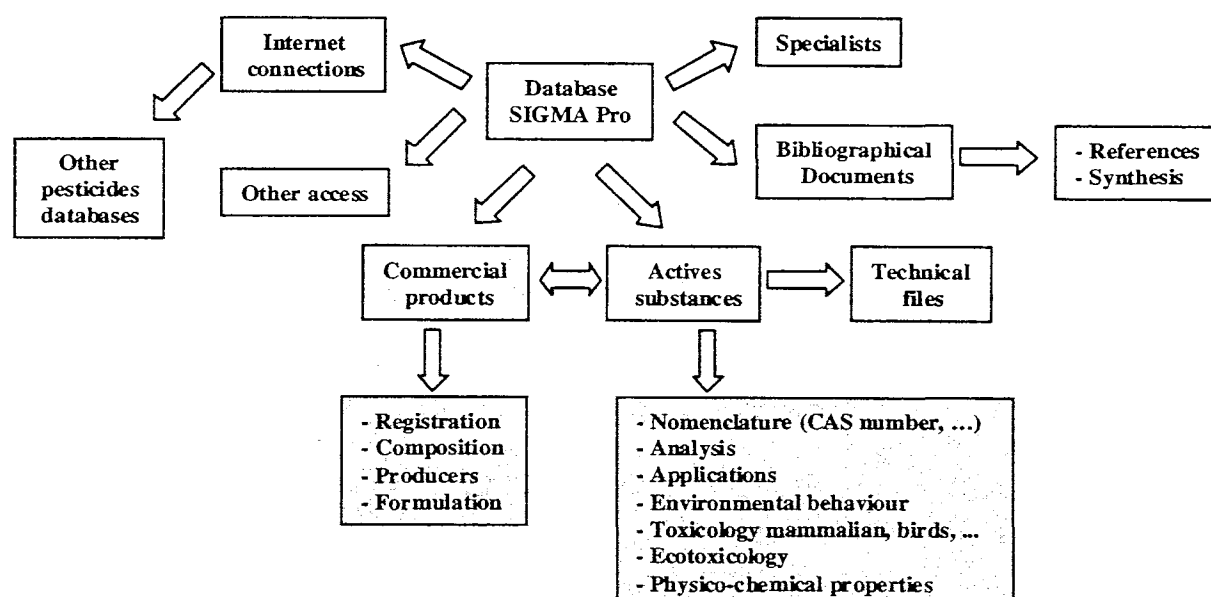 Internet
connections
Specialists
Database
SIGMA Pro
Other
pesticides
databases
Other access
Bibliographical
Documents
- References
- Synthesis
Commercial
products
Actives
substances
Technical
files
- Registration
- Composition
- Producers
- Formulation
- Nomenclature (CAS number, ...)
- Analysis
- Applications
- Environmental behaviour
- Toxicology mammalian, birds, ...
- Ecotoxicology
- Physico-chemical properties